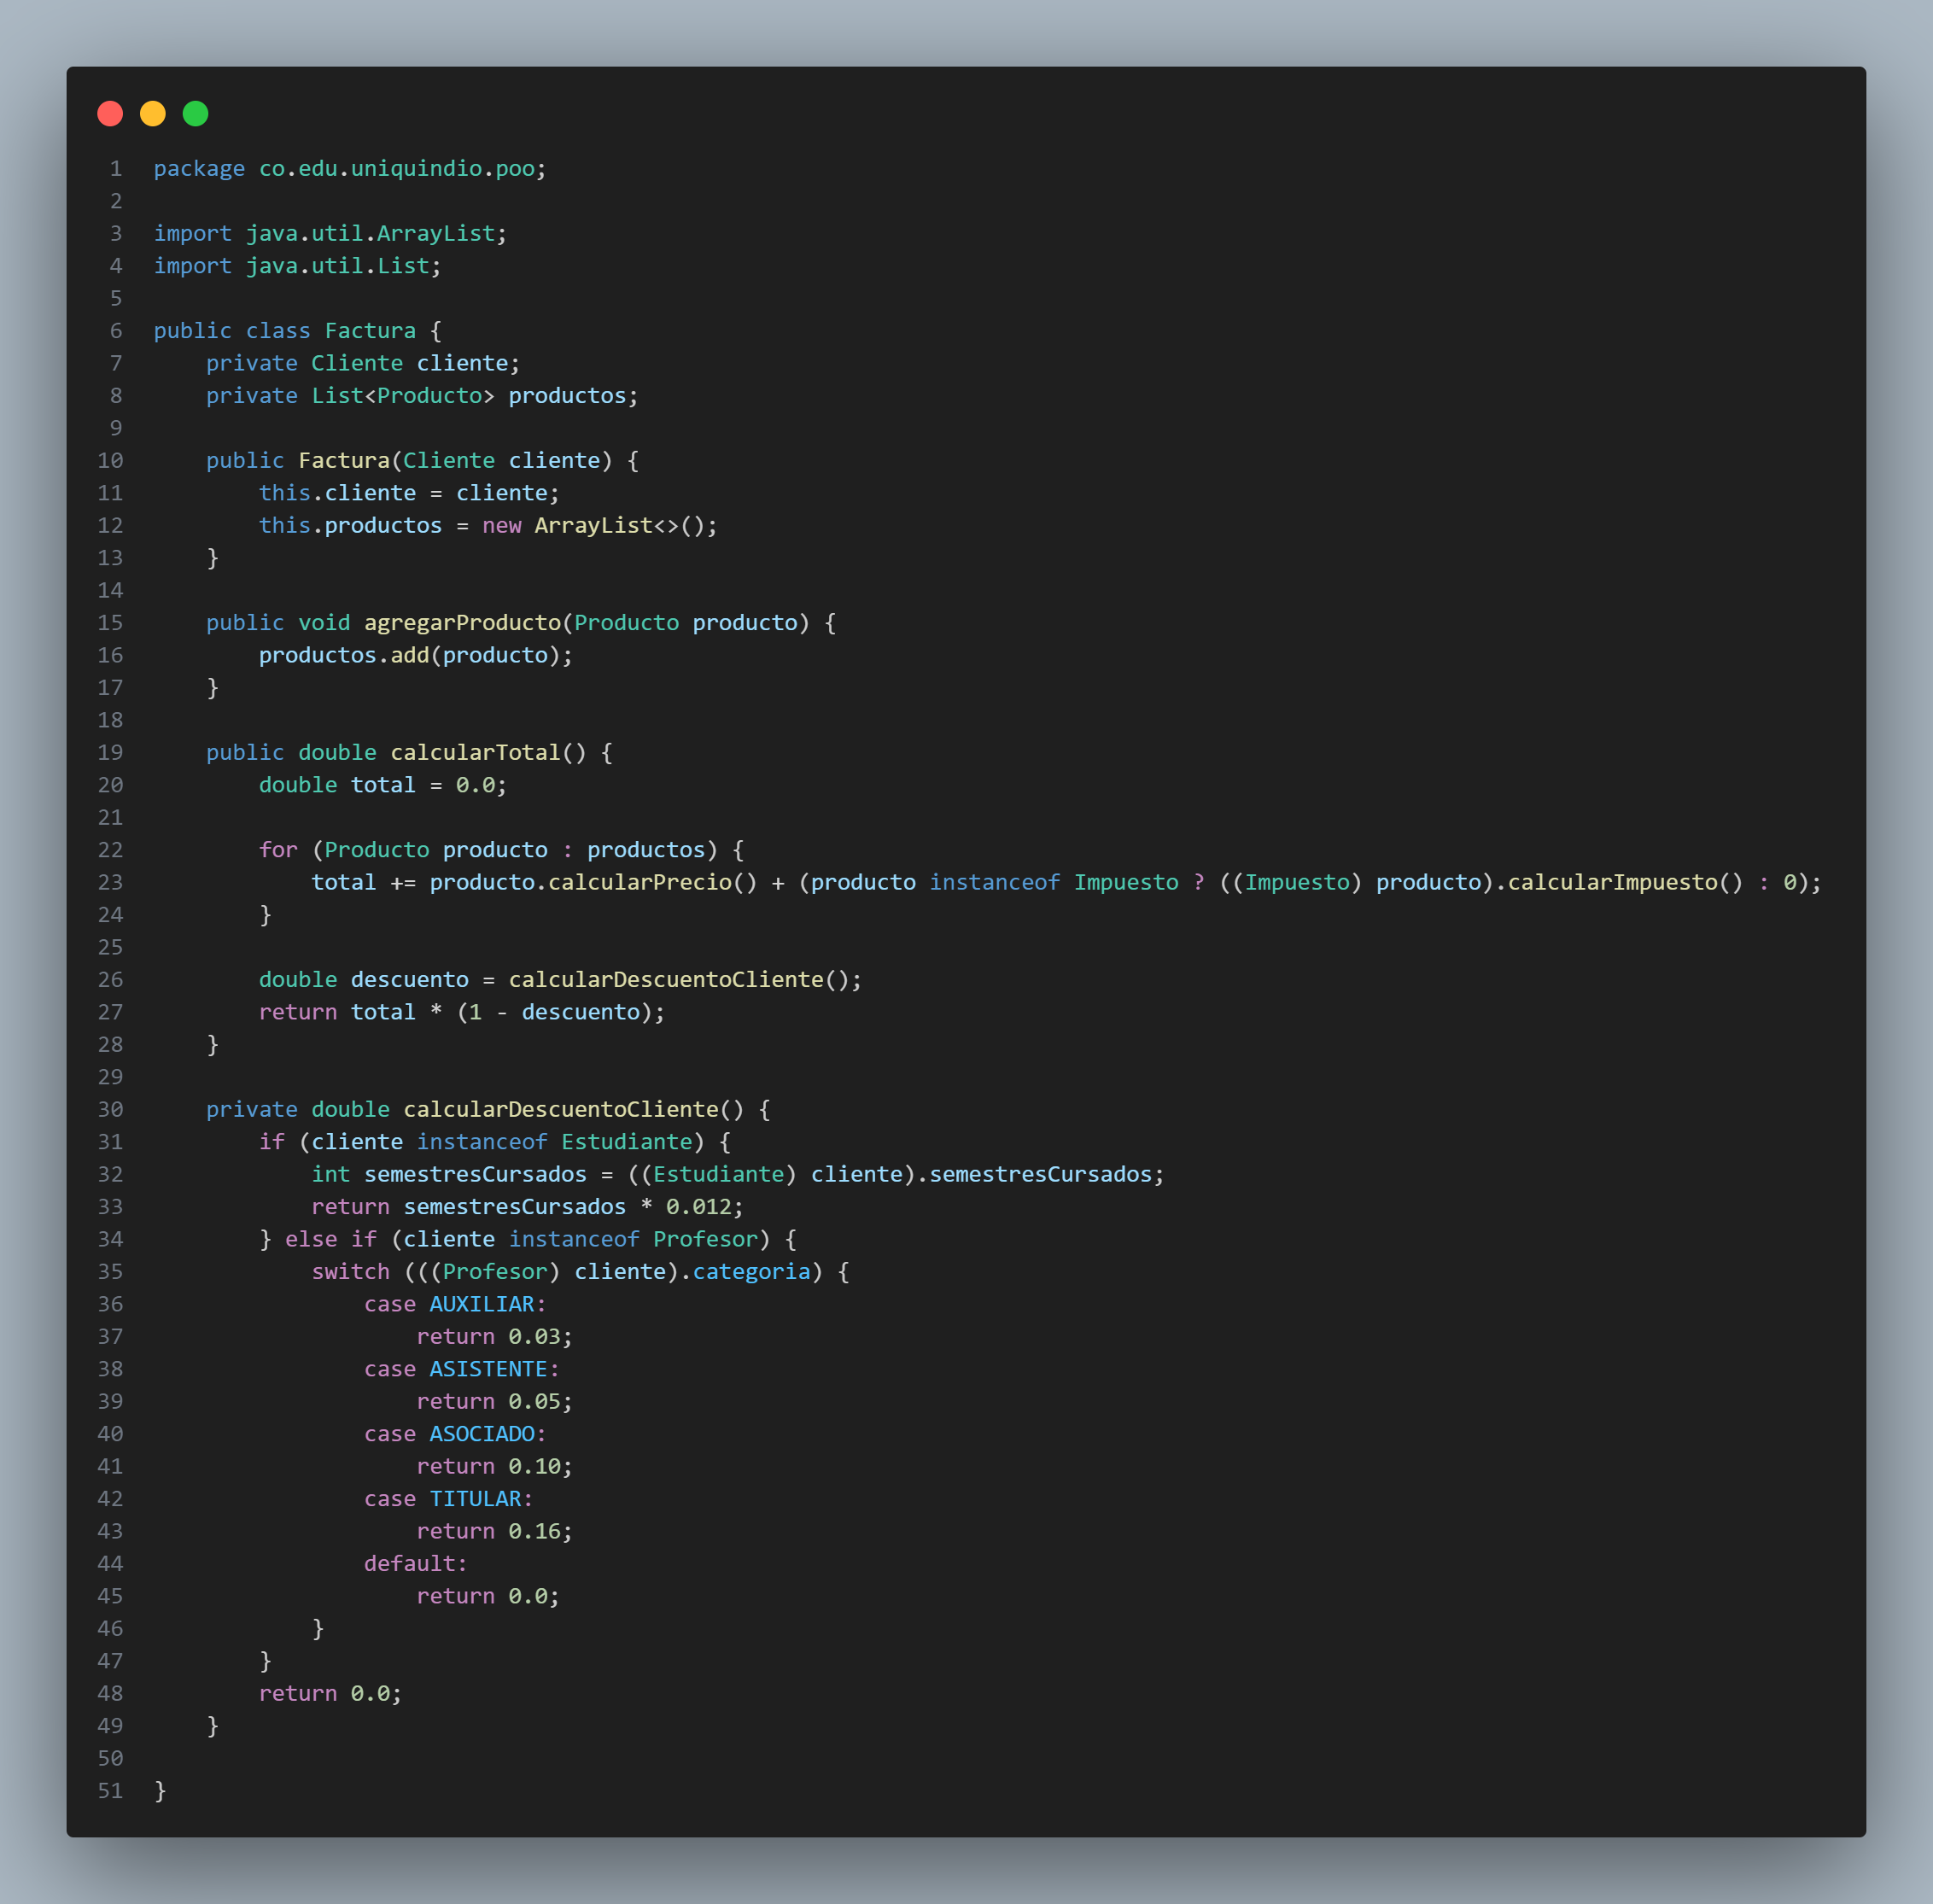 1 package co.edu.uniquindio.poo;
2
3 import java.util.ArrayList;
4 import java.util.List;
5
6 public class Factura {
7     private Cliente cliente;
8     private List<Producto> productos;
9
10     public Factura(Cliente cliente) {
11         this.cliente = cliente;
12         this.productos = new ArrayList<>();
13     }
14
15     public void agregarProducto(Producto producto) {
16         productos.add(producto);
17     }
18
19     public double calcularTotal() {
20         double total = 0.0;
21
22         for (Producto producto : productos) {
23             total += producto.calcularPrecio() + (producto instanceof Impuesto ? ((Impuesto) producto).calcularImpuesto() : 0);
24         }
25
26         double descuento = calcularDescuentoCliente();
27         return total * (1 - descuento);
28     }
29
30     private double calcularDescuentoCliente() {
31         if (cliente instanceof Estudiante) {
32             int semestresCursados = ((Estudiante) cliente).semestresCursados;
33             return semestresCursados * 0.012;
34         } else if (cliente instanceof Profesor) {
35             switch (((Profesor) cliente).categoria) {
36                 case AUXILIAR:
37                     return 0.03;
38                 case ASISTENTE:
39                     return 0.05;
40                 case ASOCIADO:
41                     return 0.10;
42                 case TITULAR:
43                     return 0.16;
44                 default:
45                     return 0.0;
46             }
47         }
48         return 0.0;
49     }
50
51 }